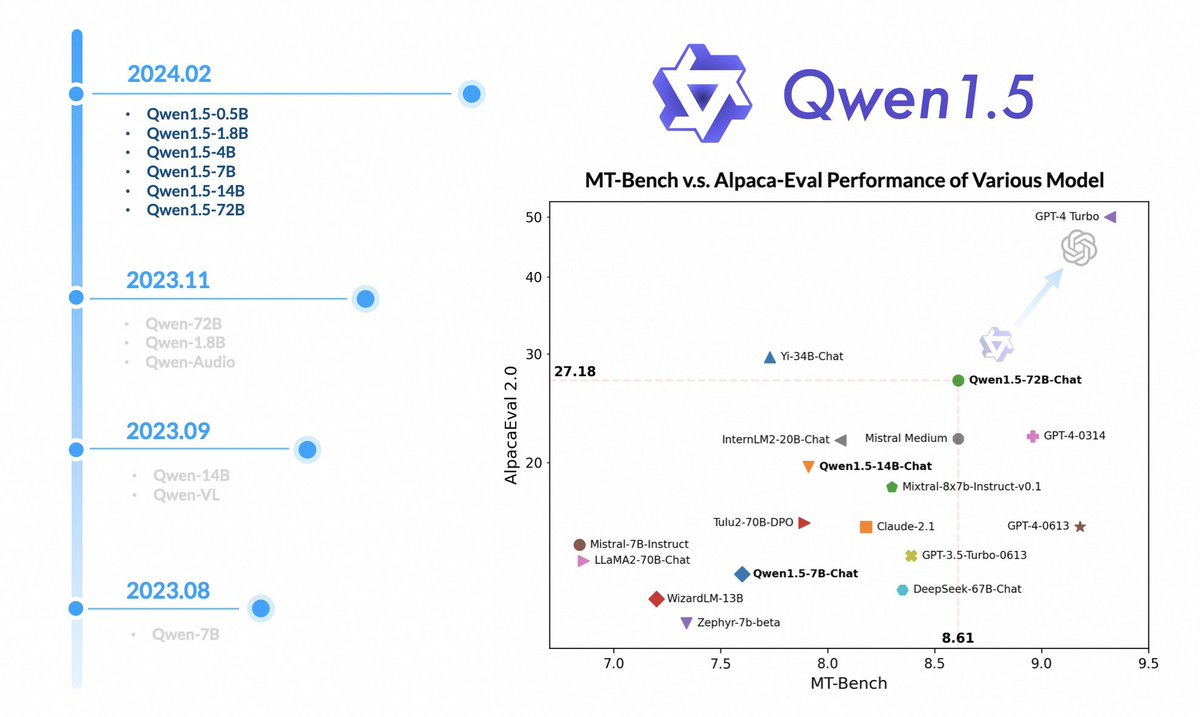 2024.02
• Qwen1.5-0.5B
• Qwen1.5-1.8B
• Qwen1.5-4B
• Qwen1.5-7B
• Qwen1.5-14B
• Qwen1.5-72B
2023.11
• Qwen-72B
• Qwen-1.8B
• Qwen-Audio
2023.09
• Qwen-14B
• Qwen-VL
2023.08
• Qwen-7B
Qwen1.5
MT-Bench v.s. Alpaca-Eval Performance of Various Model
AlpacaEval 2.0
50
40
30
20
GPT-4 Turbo
Yi-34B-Chat
27.18
Qwen1.5-72B-Chat
InternLM2-20B-Chat
Mistral Medium
GPT-4-0314
Qwen1.5-14B-Chat
Mixtral-8x7b-Instruct-v0.1
Tulu2-70B-DPO
Claude-2.1
GPT-4-0613
Mistral-7B-Instruct
LLaMA2-70B-Chat
GPT-3.5-Turbo-0613
Qwen1.5-7B-Chat
DeepSeek-67B-Chat
WizardLM-13B
Zephyr-7b-beta
8.61
7.0
7.5
8.0
8.5
9.0
9.5
MT-Bench